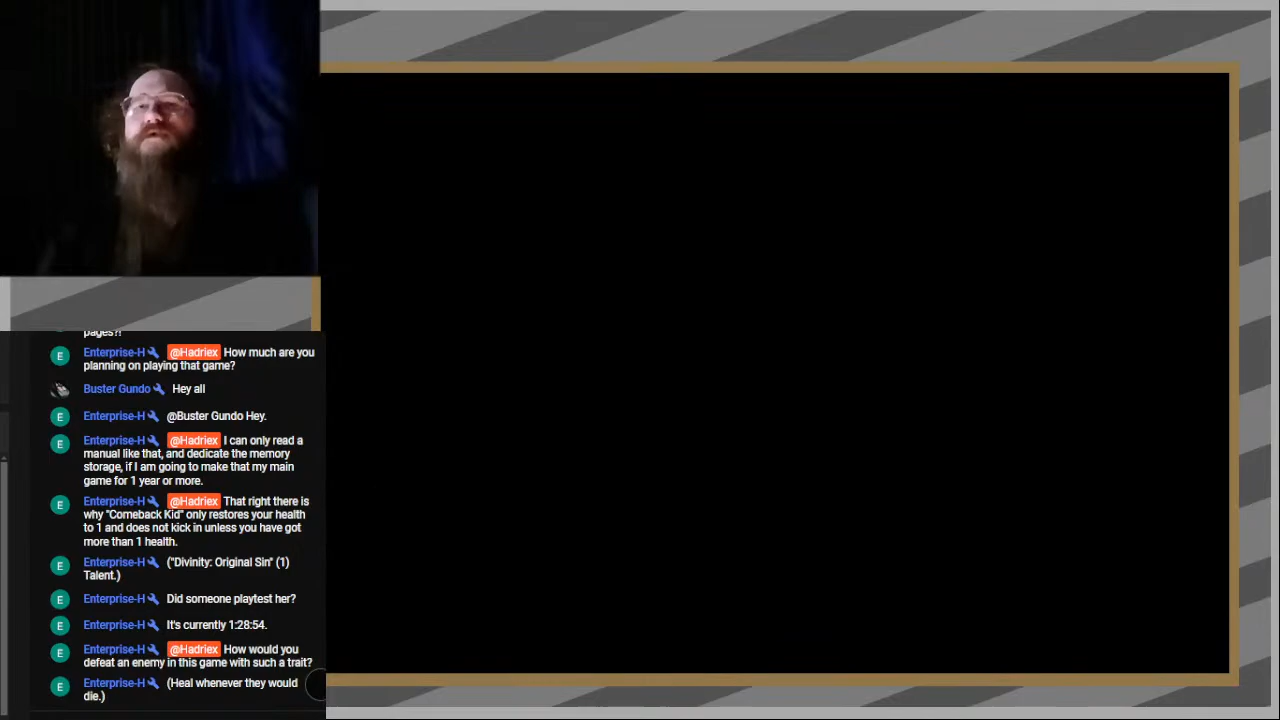 pages?!
Enterprise-H @Hadriex How much are you
planning on playing that game?
Buster Gundo Hey all
E Enterprise-H @Buster Gundo Hey.
E Enterprise-H @Hadriex I can only read a
manual like that, and dedicate the memory
storage, if I am going to make that my main
game for 1 year or more.
E Enterprise-H @Hadriex That right there is
why "Comeback Kid" only restores your health
to 1 and does not kick in unless you have got
more than 1 health.
E Enterprise-H ("Divinity: Original Sin" (1)
Talent.)
E Enterprise-H Did someone playtest her?
E Enterprise-H It's currently 1:28:54.
E Enterprise-H @Hadriex How would you
defeat an enemy in this game with such a trait?
E Enterprise-H (Heal whenever they would
die.)